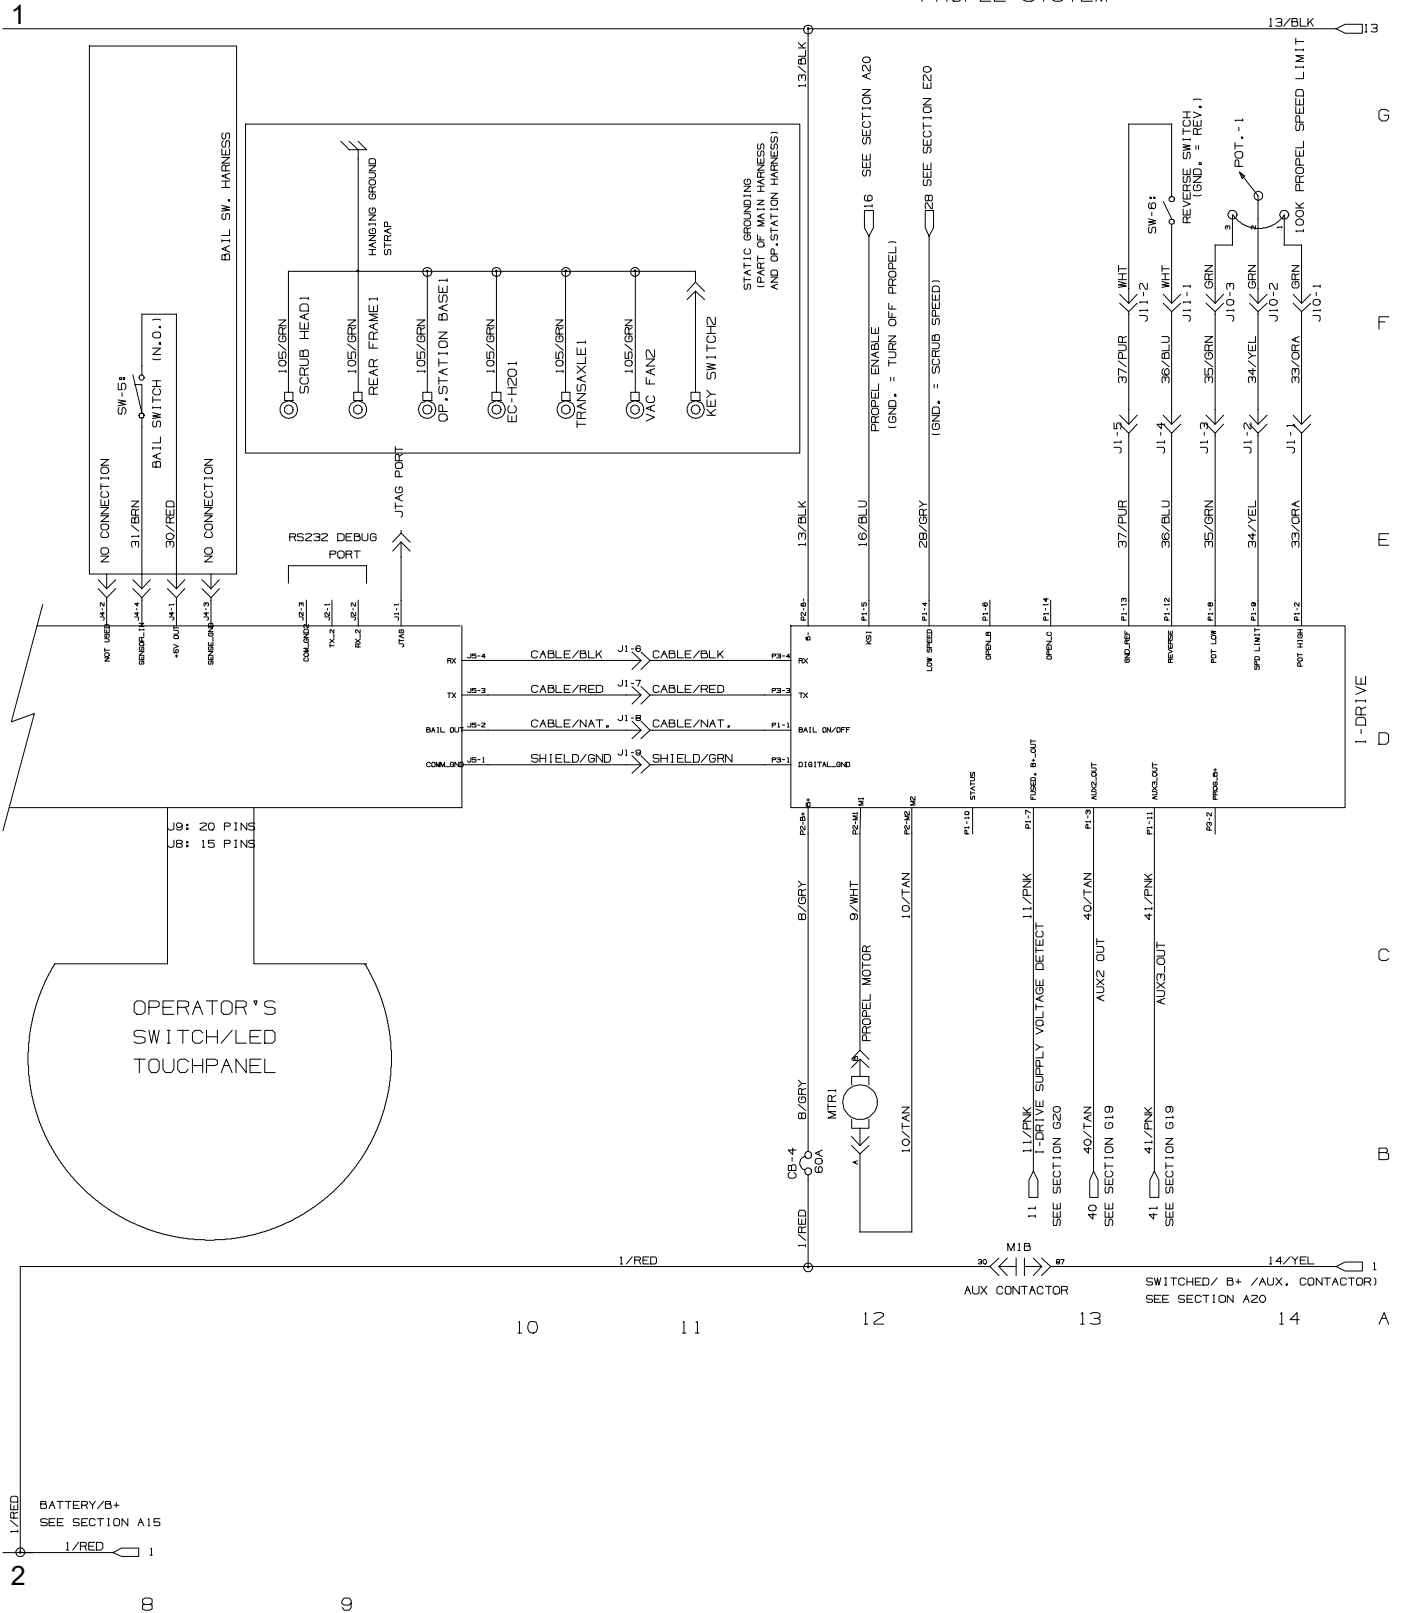 PROPEL SYSTEM
1
13/BLK
13
G
F
E
D
C
B
A
BAIL SW. HARNESS
SW-5:
BAIL SWITCH (N.O.)
NO CONNECTION
31/BRN
30/RED
NO CONNECTION
J4-2
J4-4
J4-1
J4-3
NOT USED
SENSOR_IN
+5V OUT
SENSE_GND
HANGING GROUND
STRAP
STATIC GROUNDING
(PART OF MAIN HARNESS
AND OP.STATION HARNESS)
105/GRN
SCRUB HEAD1
105/GRN
REAR FRAME1
105/GRN
OP.STATION BASE1
105/GRN
EC-H2O1
105/GRN
TRANSAXLE1
105/GRN
VAC FAN2
KEY SWITCH2
RS232 DEBUG
PORT
JTAG PORT
J2-3
J2-1
J2-2
J1-1
COM_GND2
TX_2
RX_2
JTAG
13/BLK
13/BLK
P2-B-
B-
16 SEE SECTION A20
PROPEL ENABLE
(GND. = TURN OFF PROPEL)
16/BLU
P1-5
KSI
28 SEE SECTION E20
(GND. = SCRUB SPEED)
28/GRY
P1-4
LOW SPEED
P1-6
OPEN_B
P1-14
OPEN_C
SW-6:
REVERSE SWITCH
(GND. = REV.)
POT.-1
100K PROPEL SPEED LIMIT
3
2
1
WHT
J11-2
37/PUR
J1-5
37/PUR
P1-13
GND_REF
WHT
J11-1
36/BLU
J1-4
36/BLU
P1-12
REVERSE
GRN
J10-3
35/GRN
J1-3
35/GRN
P1-8
POT LOW
GRN
J10-2
34/YEL
J1-2
34/YEL
P1-9
SPD LIMIT
GRN
J10-1
33/ORA
J1-1
33/ORA
P1-2
POT HIGH
RX J5-4 CABLE/BLK J1-6 CABLE/BLK P3-4 RX
TX J5-3 CABLE/RED J1-7 CABLE/RED P3-3 TX
BAIL OUT J5-2 CABLE/NAT. J1-8 CABLE/NAT. P1-1 BAIL ON/OFF
COMM_GND J5-1 SHIELD/GND J1-9 SHIELD/GRN P3-1 DIGITAL_GND
I-DRIVE
B+
M1
M2
STATUS
FUSED. B+_OUT
AUX2_OUT
AUX3_OUT
PROG_B+
P2-B+
P2-M1
P2-M2
P1-10
P1-7
P1-3
P1-11
P3-2
J9: 20 PINS
J8: 15 PINS
OPERATOR'S
SWITCH/LED
TOUCHPANEL
8/GRY
8/GRY
CB-4
60A
1/RED
9/WHT
PROPEL MOTOR
B
MTR1
A
10/TAN
10/TAN
11/PNK
11/PNK
I-DRIVE SUPPLY VOLTAGE DETECT
11
SEE SECTION G20
40/TAN
AUX2 OUT
40/TAN
40
SEE SECTION G19
41/PNK
AUX3_OUT
41/PNK
41
SEE SECTION G19
1/RED
M1B
30
87
AUX CONTACTOR
14/YEL
1
SWITCHED/ B+ /AUX. CONTACTOR)
SEE SECTION A20
10
11
12
13
14
1/RED
BATTERY/B+
SEE SECTION A15
1/RED
1
2
8
9